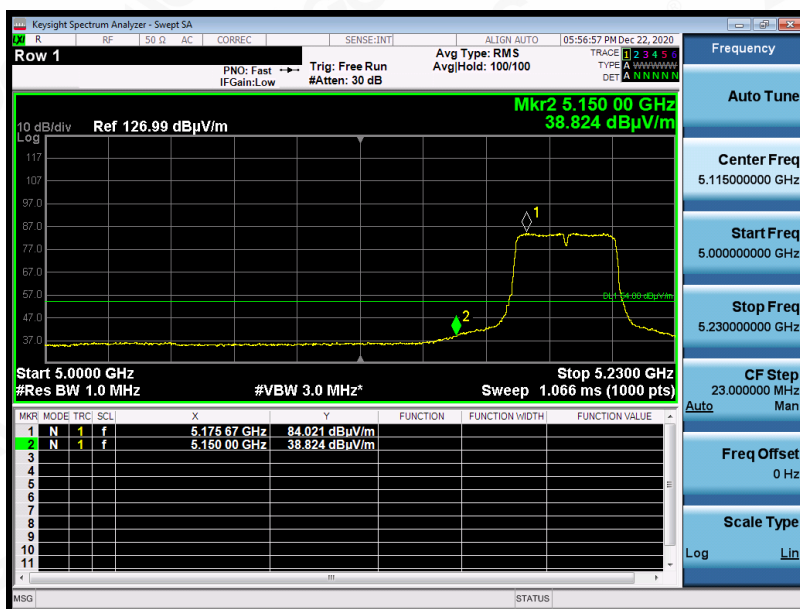 Keysight Spectrum Analyzer - Swept SA
LXI R RF 50 Ω AC CORREC SENSE:INT ALIGN AUTO 05:56:57 PM Dec 22, 2020
Row 1
PNO: Fast
IFGain:Low
Trig: Free Run
#Atten: 30 dB
Avg Type: RMS
Avg|Hold: 100/100
TRACE 1 2 3 4 5 6
TYPE A WWWWW
DET A N N N N N
Mkr2 5.150 00 GHz
38.824 dBµV/m
10 dB/div Ref 126.99 dBµV/m
Log
117
107
97.0
87.0
77.0
67.0
57.0
47.0
37.0
1
2
DL1 54.00 dBµV/m
Start 5.0000 GHz Stop 5.2300 GHz
#Res BW 1.0 MHz #VBW 3.0 MHz* Sweep 1.066 ms (1000 pts)
MKR MODE TRC SCL X Y FUNCTION FUNCTION WIDTH FUNCTION VALUE
1 N 1 f 5.175 67 GHz 84.021 dBµV/m
2 N 1 f 5.150 00 GHz 38.824 dBµV/m
3
4
5
6
7
8
9
10
11
MSG STATUS
Frequency
Auto Tune
Center Freq
5.115000000 GHz
Start Freq
5.000000000 GHz
Stop Freq
5.230000000 GHz
CF Step
23.000000 MHz
Auto Man
Freq Offset
0 Hz
Scale Type
Log Lin